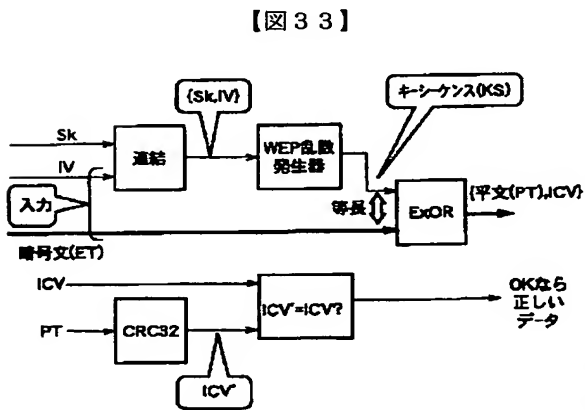 【図３３】
{Sk,IV}
キーシーケンス(KS)
Sk
IV
連結
WEP乱数
発生器
入力
等長
ExOR
{平文(PT),ICV}
暗号文(ET)
ICV
PT
CRC32
ICV'=ICV?
OKなら
正しい
データ
ICV'